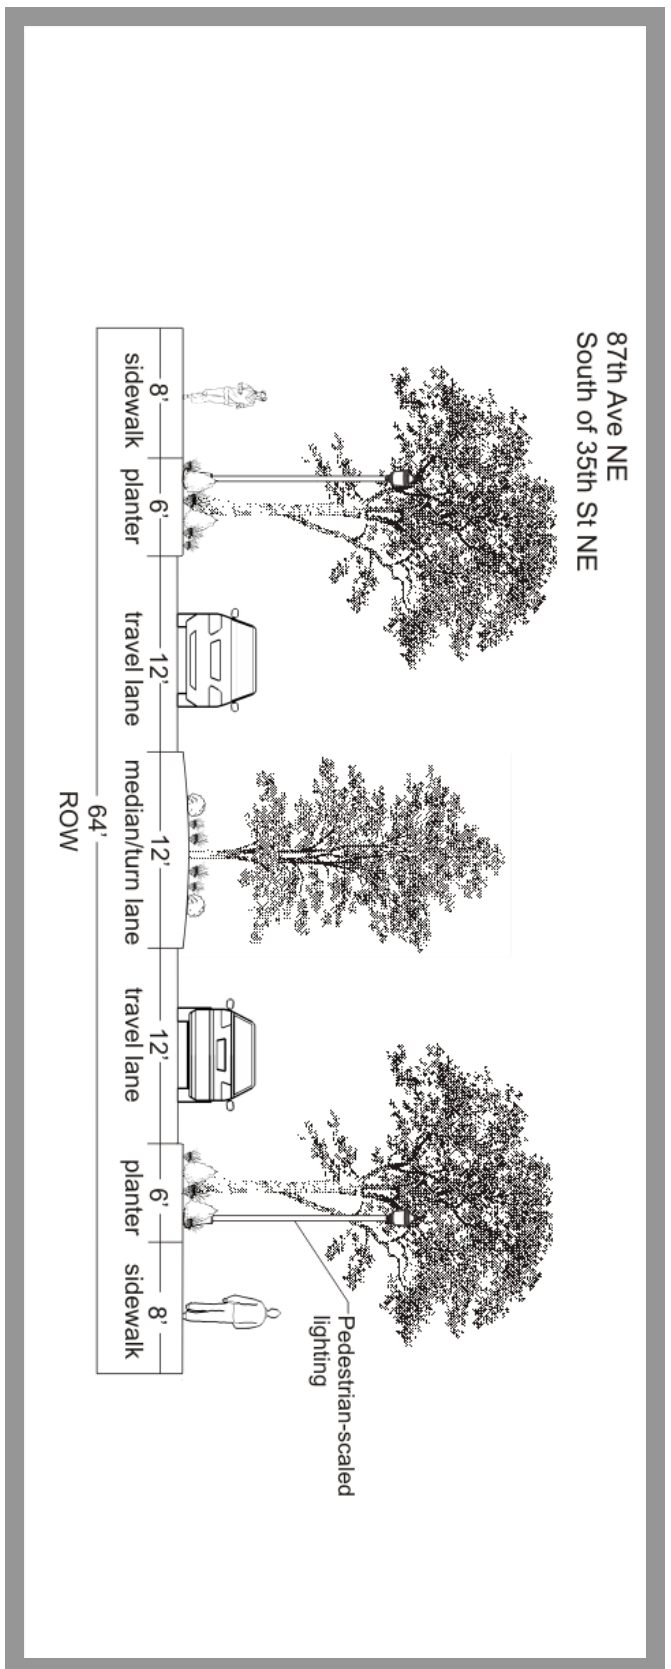 87th Ave NE
South of 35th St NE
Pedestrian-scaled
lighting
8' 6' 12' 12' 12' 6' 8'
sidewalk planter travel lane median/turn lane travel lane planter sidewalk
64'
ROW